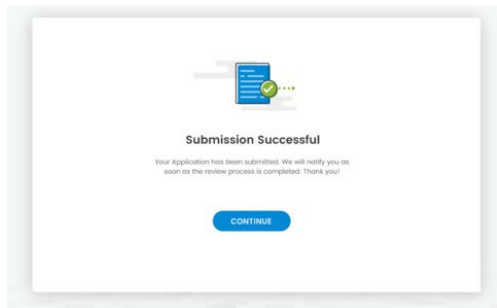 Submission Successful
Your Application has been submitted. We will notify you as
soon as the review process is completed. Thank you!
CONTINUE